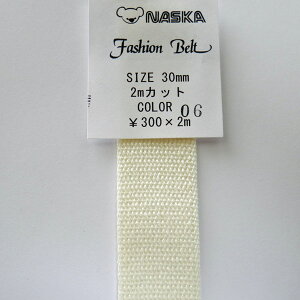 NASKA
Fashion Belt
SIZE 30mm
2mカット
COLOR 06
¥300×2m